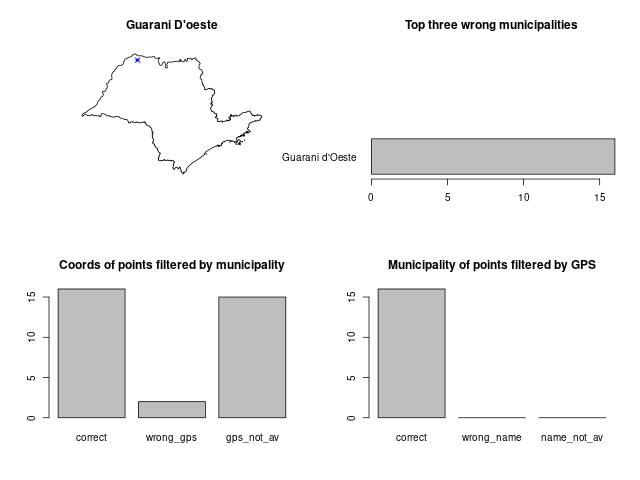 Guarani D'oeste
Top three wrong municipalities
Guarani d'Oeste
0 5 10 15
Coords of points filtered by municipality
0 5 10 15
correct wrong_gps gps_not_av
Municipality of points filtered by GPS
0 5 10 15
correct wrong_name name_not_av